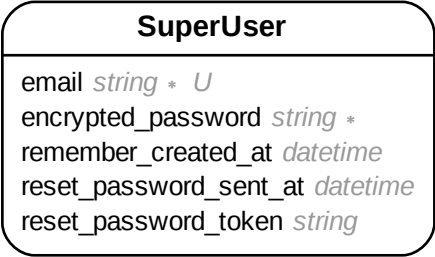 SuperUser
email string * U
encrypted_password string *
remember_created_at datetime
reset_password_sent_at datetime
reset_password_token string